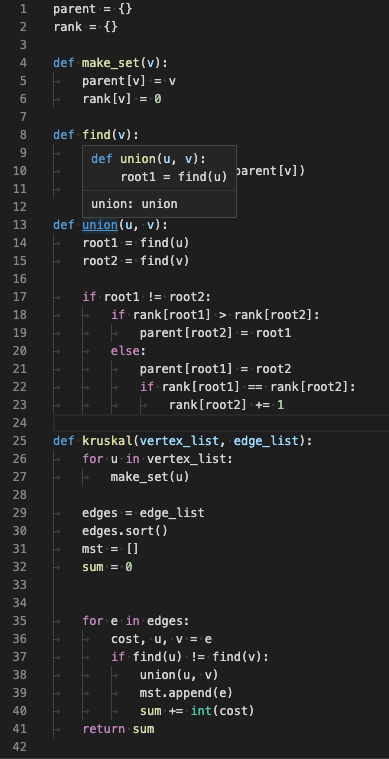 1 parent = {}
2 rank = {}
3
4 def make_set(v):
5     parent[v] = v
6     rank[v] = 0
7
8 def find(v):
9
10 parent[v])
11
12
def union(u, v):
    root1 = find(u)
union: union
13 def union(u, v):
14     root1 = find(u)
15     root2 = find(v)
16
17     if root1 != root2:
18         if rank[root1] > rank[root2]:
19             parent[root2] = root1
20         else:
21             parent[root1] = root2
22             if rank[root1] == rank[root2]:
23                 rank[root2] += 1
24
25 def kruskal(vertex_list, edge_list):
26     for u in vertex_list:
27         make_set(u)
28
29     edges = edge_list
30     edges.sort()
31     mst = []
32     sum = 0
33
34
35     for e in edges:
36         cost, u, v = e
37         if find(u) != find(v):
38             union(u, v)
39             mst.append(e)
40             sum += int(cost)
41     return sum
42